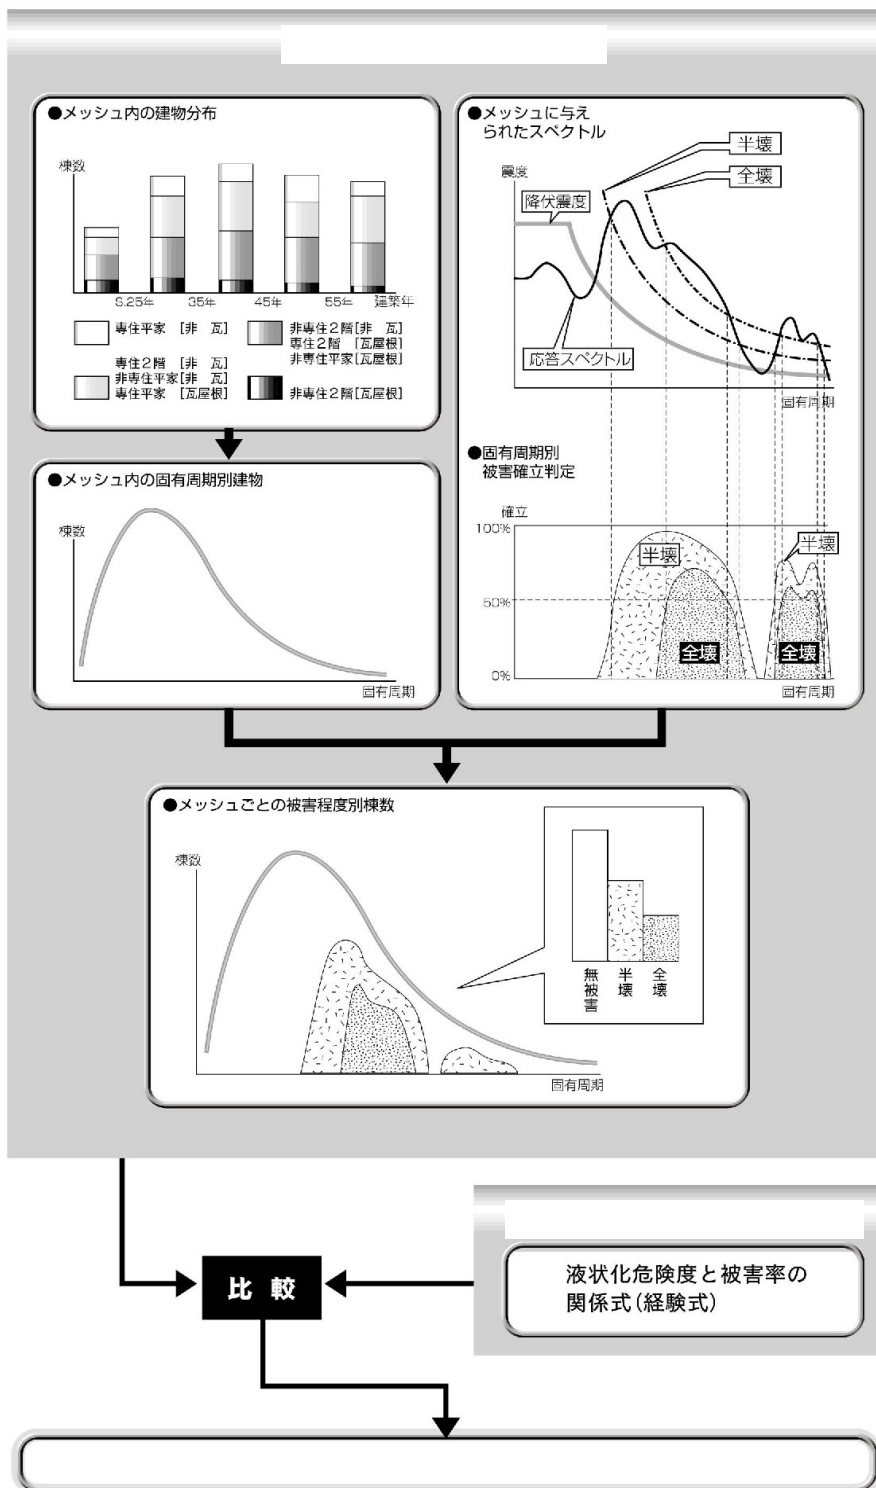 ●メッシュ内の建物分布
棟数
S.25年
35年
45年
55年
建築年
専住平家 [非 瓦]
専住2階 [非 瓦]
非専住平家[非 瓦]
専住平家 [瓦屋根]
非専住2階[非 瓦]
専住2階 [瓦屋根]
非専住平家[瓦屋根]
非専住2階[瓦屋根]
●メッシュ内の固有周期別建物
棟数
固有周期
●メッシュに与え
られたスペクトル
半壊
全壊
震度
降伏震度
応答スペクトル
固有周期
●固有周期別
被害確立判定
確立
100%
半壊
半壊
50%
全壊
全壊
0%
固有周期
●メッシュごとの被害程度別棟数
棟数
無被害
半壊
全壊
固有周期
比較
液状化危険度と被害率の
関係式(経験式)